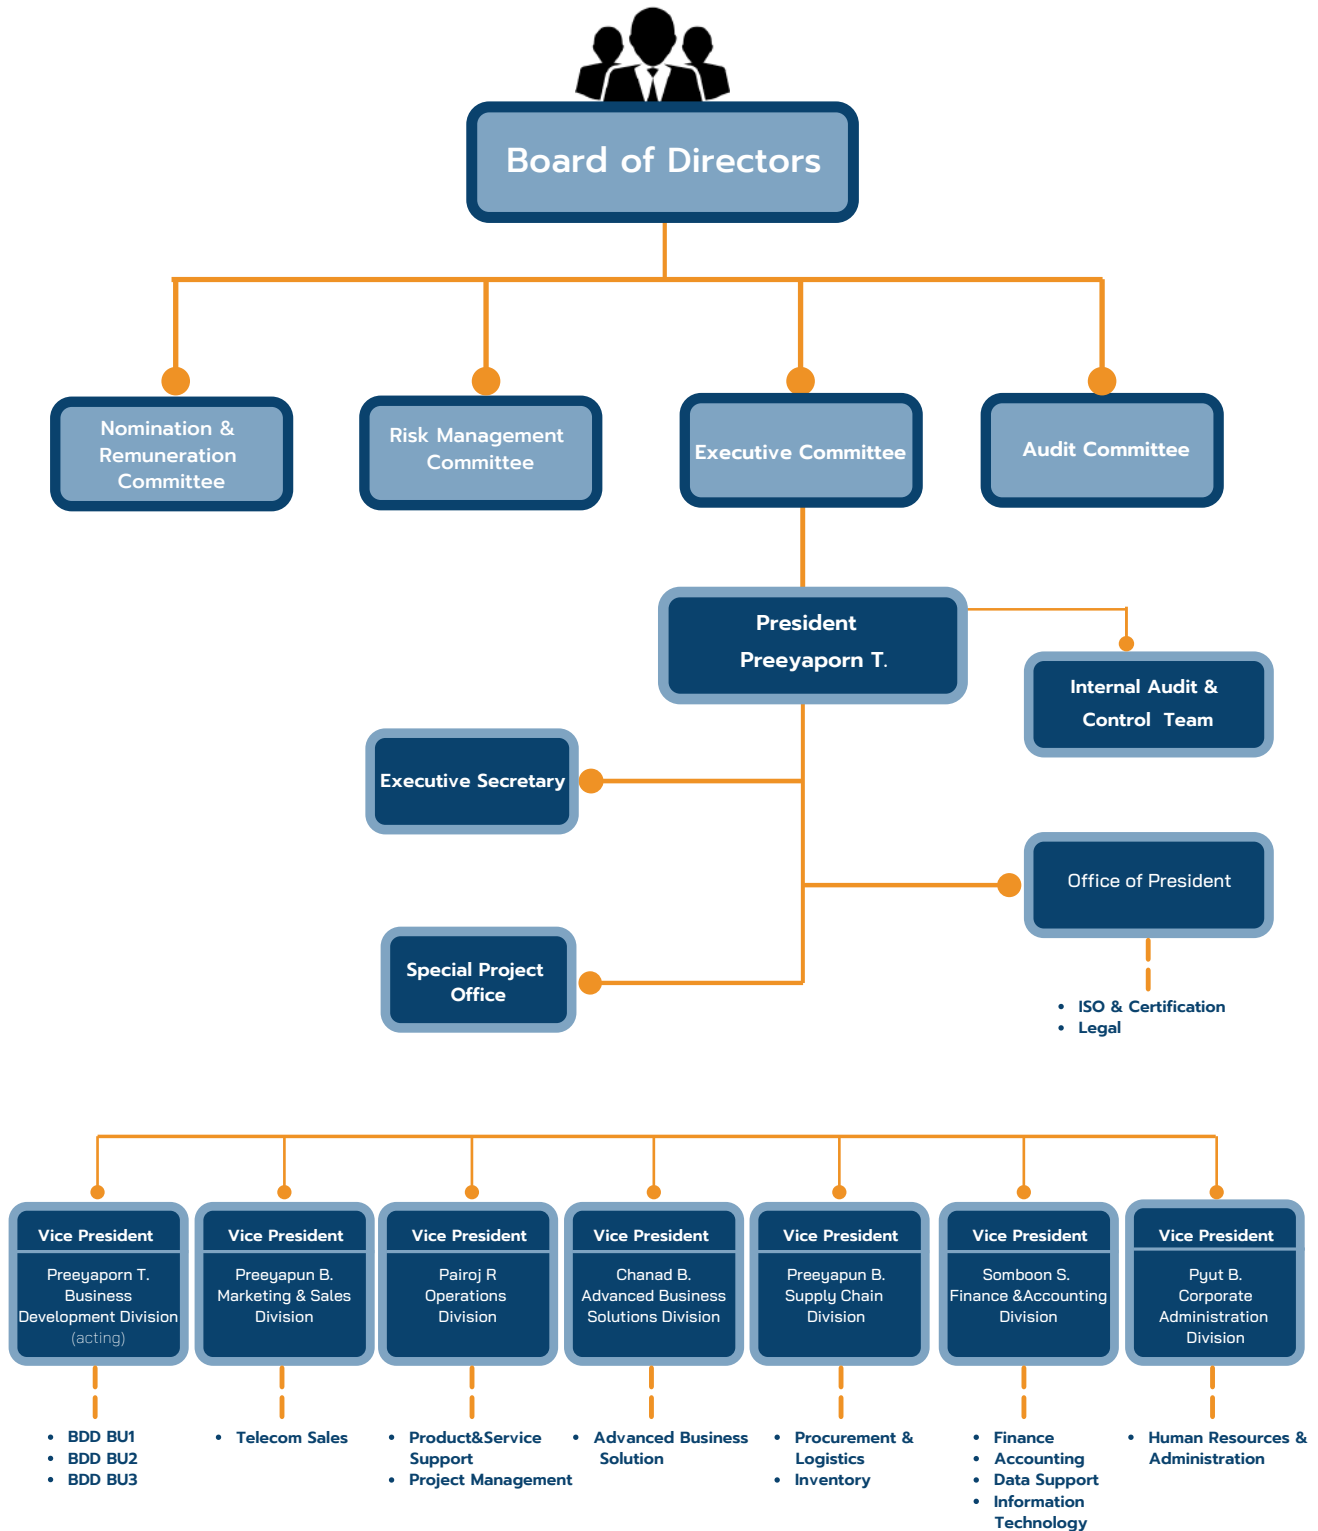 Board of Directors
Nomination &
Remuneration
Committee
Risk Management
Committee
Executive Committee
Audit Committee
President
Preeyaporn T.
Internal Audit &
Control Team
Executive Secretary
Office of President
Special Project
Office
• ISO & Certification
• Legal
Vice President
Preeyaporn T.
Business
Development Division
(acting)
• BDD BU1
• BDD BU2
• BDD BU3
Vice President
Preeyapun B.
Marketing & Sales
Division
• Telecom Sales
Vice President
Pairoj R
Operations
Division
• Product&Service
Support
• Project Management
Vice President
Chanad B.
Advanced Business
Solutions Division
• Advanced Business
Solution
Vice President
Preeyapun B.
Supply Chain
Division
• Procurement &
Logistics
• Inventory
Vice President
Somboon S.
Finance &Accounting
Division
• Finance
• Accounting
• Data Support
• Information
Technology
Vice President
Pyut B.
Corporate
Administration
Division
• Human Resources &
Administration